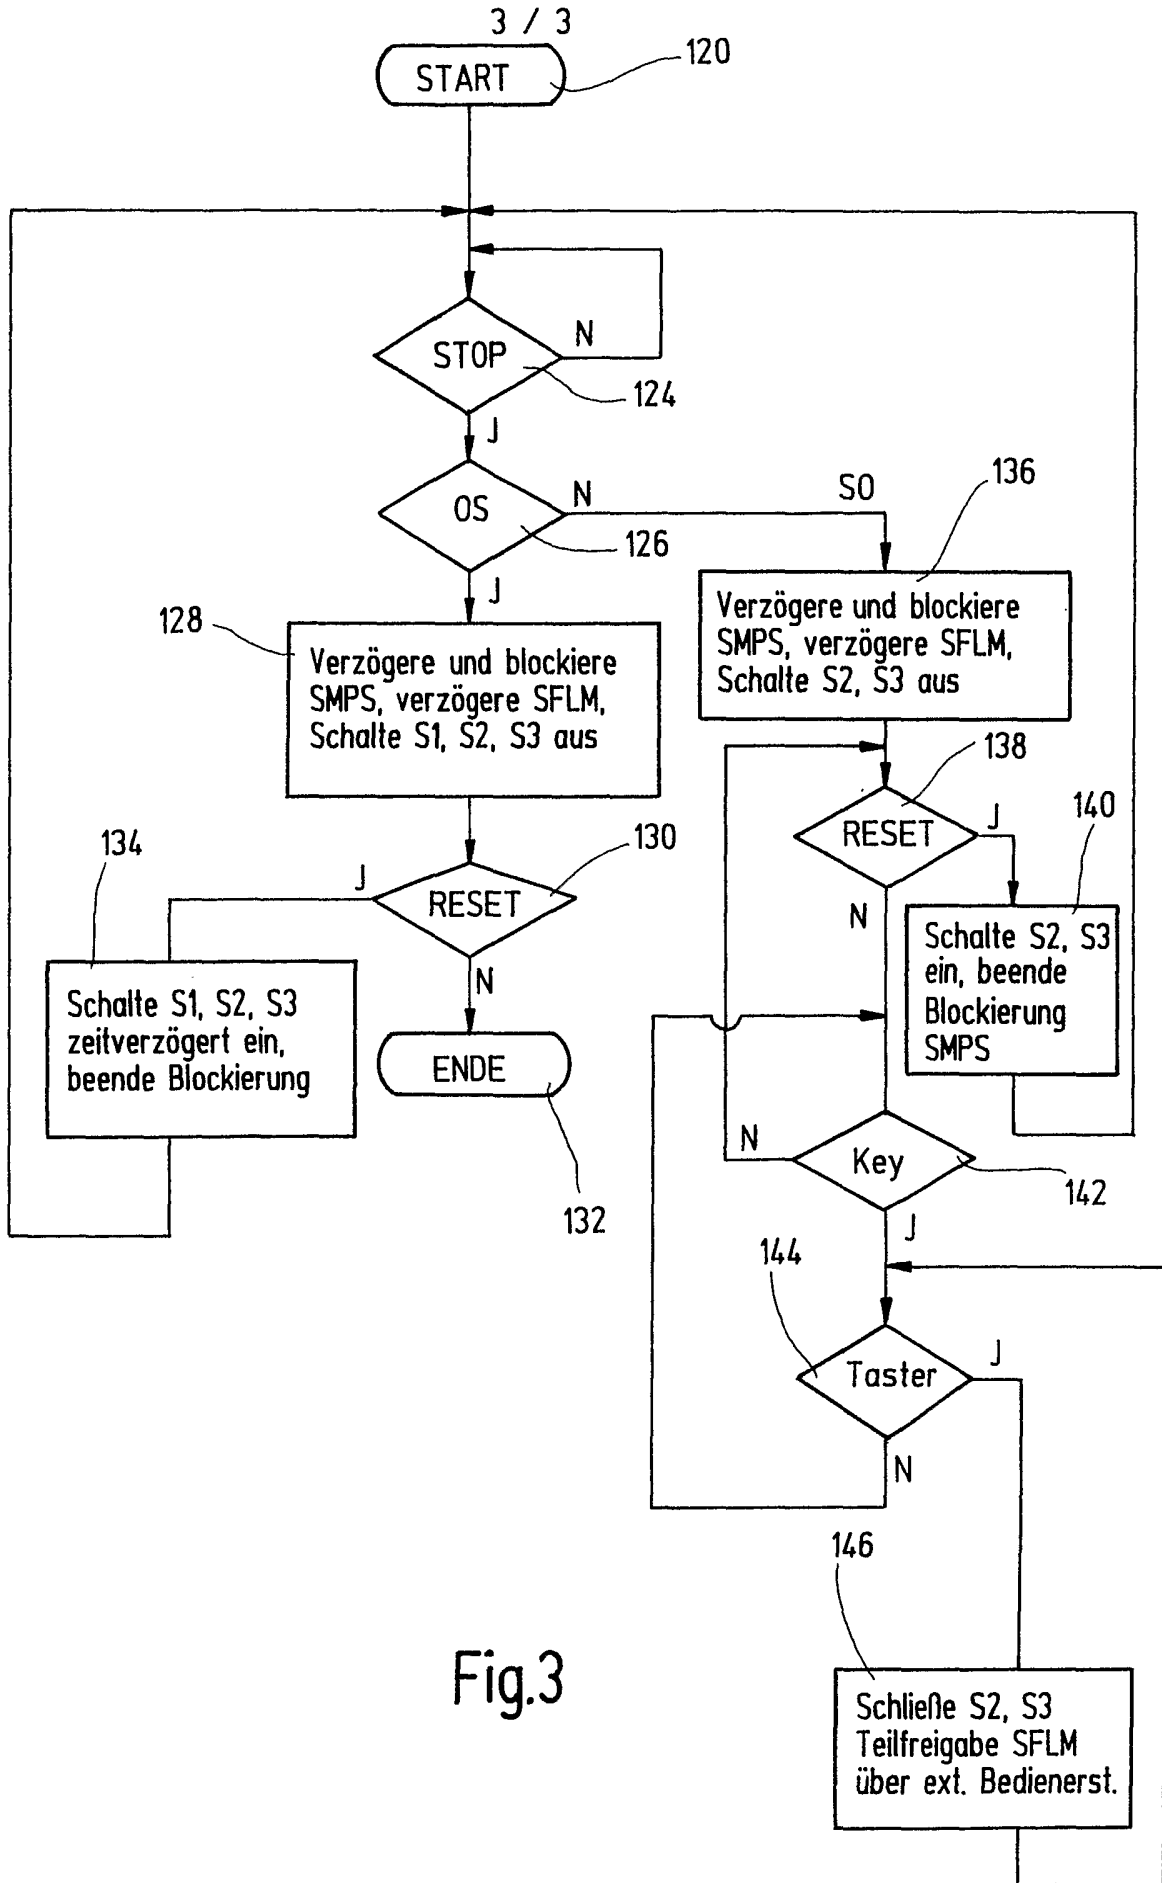 3 / 3
START
120
STOP
N
124
J
OS
N
SO
126
136
J
128
Verzögere und blockiere
SMPS, verzögere SFLM,
Schalte S1, S2, S3 aus
Verzögere und blockiere
SMPS, verzögere SFLM,
Schalte S2, S3 aus
138
RESET
J
140
N
Schalte S2, S3
ein, beende
Blockierung
SMPS
134
J
130
RESET
N
Schalte S1, S2, S3
zeitverzögert ein,
beende Blockierung
ENDE
132
N
Key
142
J
144
Taster
J
N
146
Schließe S2, S3
Teilfreigabe SFLM
über ext. Bedienerst.
Fig.3